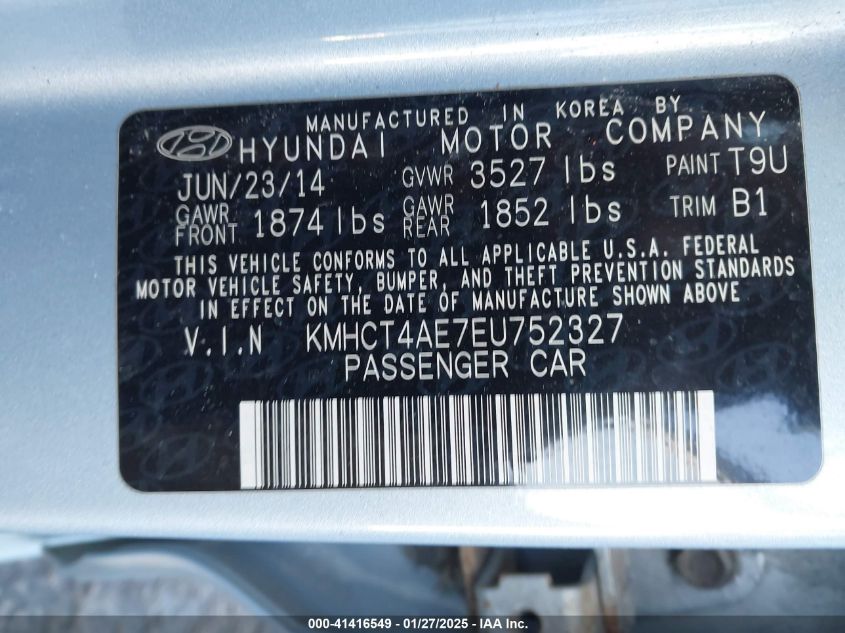 MANUFACTURED IN KOREA BY
HYUNDAI MOTOR COMPANY
JUN/23/14 GVWR 3527 lbs PAINT T9U
GAWR FRONT 1874 lbs GAWR REAR 1852 lbs TRIM B1
THIS VEHICLE CONFORMS TO ALL APPLICABLE U.S.A. FEDERAL
MOTOR VEHICLE SAFETY, BUMPER, AND THEFT PREVENTION STANDARDS
IN EFFECT ON THE DATE OF MANUFACTURE SHOWN ABOVE
V.I.N KMHCT4AE7EU752327
PASSENGER CAR
000-41416549 | 01/27/2025 - IAA Inc.